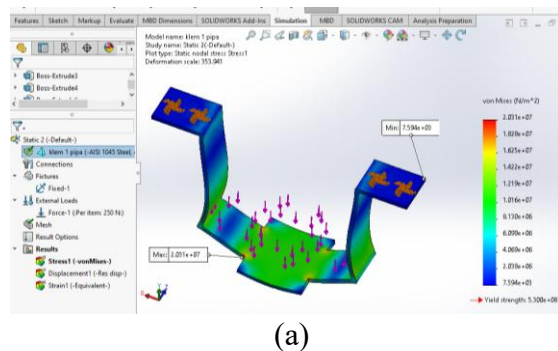 Features Sketch Markup Evaluate MBD Dimensions SOLIDWORKS Add-Ins Simulation MBD SOLIDWORKS CAM Analysis Preparation
Model name: klem 1 pipa
Study name: Static 2(-Default-)
Plot type: Static nodal stress Stress1
Deformation scale: 353.941
Boss-Extrude3
Boss-Extrude4
Static 2 (-Default-)
klem 1 pipa (-AISI 1045 Steel,
Connections
Fixtures
Fixed-1
External Loads
Force-1 (:Per item: 250 N:)
Mesh
Result Options
Results
Stress1 (-vonMises-)
Displacement1 (-Res disp-)
Strain1 (-Equivalent-)
Min: 7.594e+03
Max: 2.031e+07
von Mises (N/m^2)
2.031e+07
1.828e+07
1.625e+07
1.422e+07
1.219e+07
1.016e+07
8.130e+06
6.098e+06
4.069e+06
2.038e+06
7.594e+03
Yield strength: 5.300e+08
(a)